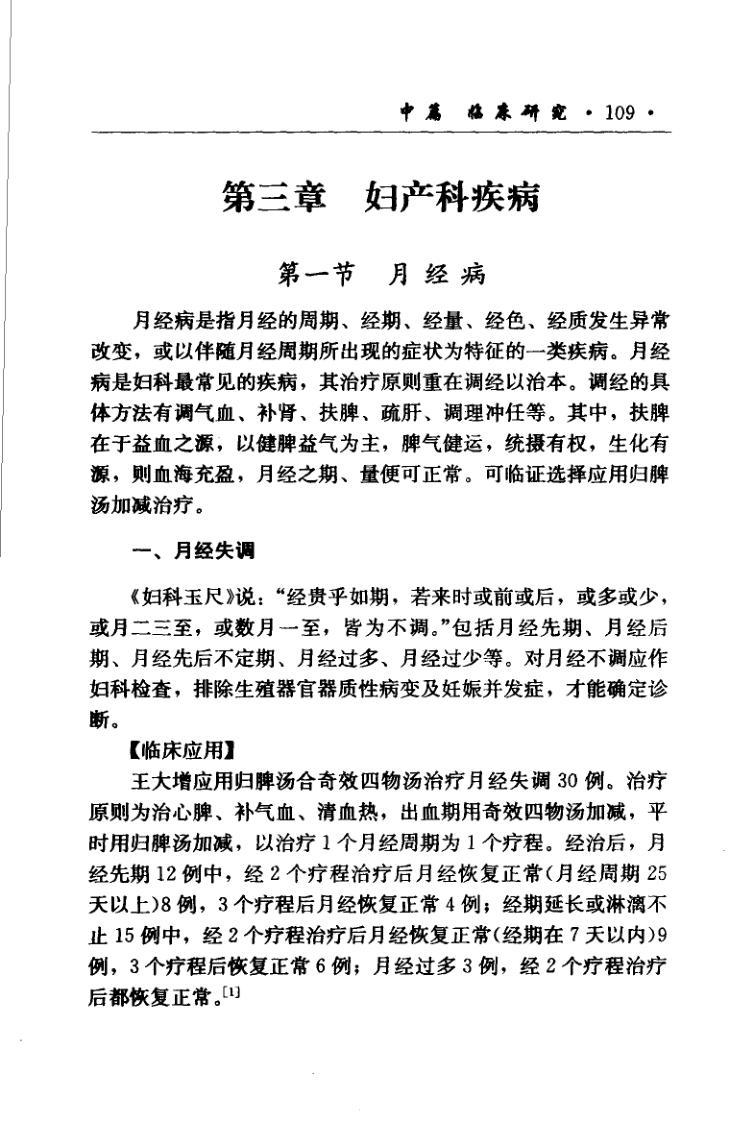 中篇 临床研究 · 109 ·
第三章 妇产科疾病
第一节 月经病
月经病是指月经的周期、经期、经量、经色、经质发生异常
改变，或以伴随月经周期所出现的症状为特征的一类疾病。月经
病是妇科最常见的疾病，其治疗原则重在调经以治本。调经的具
体方法有调气血、补肾、扶脾、疏肝、调理冲任等。其中，扶脾
在于益血之源，以健脾益气为主，脾气健运，统摄有权，生化有
源，则血海充盈，月经之期、量便可正常。可临证选择应用归脾
汤加减治疗。
一、月经失调
《妇科玉尺》说：“经贵乎如期，若来时或前或后，或多或少，
或月二三至，或数月一至，皆为不调。”包括月经先期、月经后
期、月经先后不定期、月经过多、月经过少等。对月经不调应作
妇科检查，排除生殖器官器质性病变及妊娠并发症，才能确定诊
断。
【临床应用】
王大增应用归脾汤合奇效四物汤治疗月经失调 30 例。治疗
原则为治心脾、补气血、清血热，出血期用奇效四物汤加减，平
时用归脾汤加减，以治疗 1 个月经周期为 1 个疗程。经治后，月
经先期 12 例中，经 2 个疗程治疗后月经恢复正常(月经周期 25
天以上)8 例，3 个疗程后月经恢复正常 4 例；经期延长或淋漓不
止 15 例中，经 2 个疗程治疗后月经恢复正常(经期在 7 天以内)9
例，3 个疗程后恢复正常 6 例；月经过多 3 例，经 2 个疗程治疗
后都恢复正常。[1]